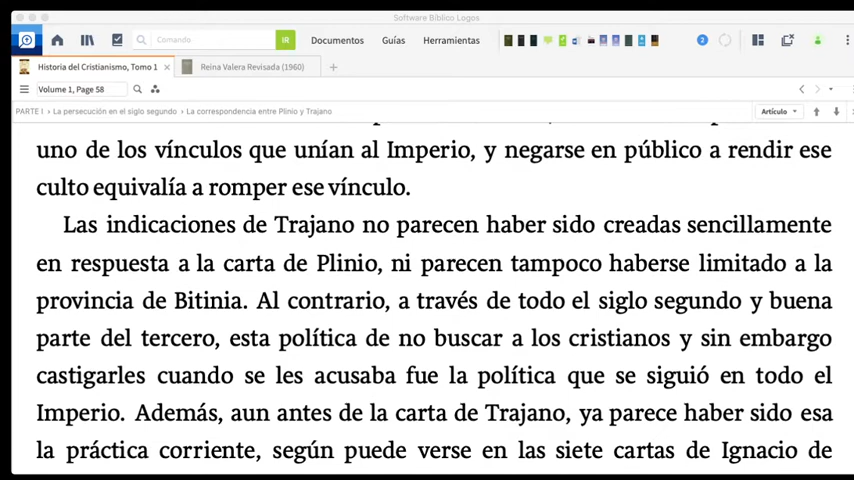 Software Bíblico Logos
Comando
IR
Documentos
Guías
Herramientas
2
Historia del Cristianismo, Tomo 1
Reina Valera Revisada (1960)
Volume 1, Page 58
PARTE I › La persecución en el siglo segundo › La correspondencia entre Plinio y Trajano
Artículo
uno de los vínculos que unían al Imperio, y negarse en público a rendir ese
culto equivalía a romper ese vínculo.
Las indicaciones de Trajano no parecen haber sido creadas sencillamente
en respuesta a la carta de Plinio, ni parecen tampoco haberse limitado a la
provincia de Bitinia. Al contrario, a través de todo el siglo segundo y buena
parte del tercero, esta política de no buscar a los cristianos y sin embargo
castigarles cuando se les acusaba fue la política que se siguió en todo el
Imperio. Además, aun antes de la carta de Trajano, ya parece haber sido esa
la práctica corriente, según puede verse en las siete cartas de Ignacio de